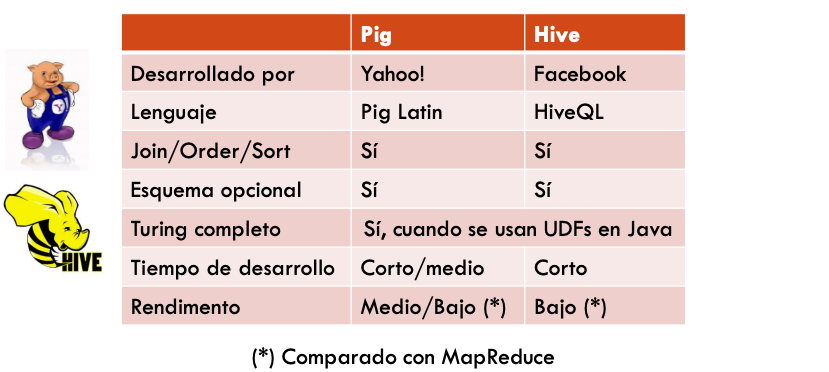 Pig Hive
Desarrollado por Yahoo! Facebook
Lenguaje Pig Latin HiveQL
Join/Order/Sort Sí Sí
Esquema opcional Sí Sí
Turing completo Sí, cuando se usan UDFs en Java
Tiempo de desarrollo Corto/medio Corto
Rendimento Medio/Bajo (*) Bajo (*)
(*) Comparado con MapReduce
Y
HIVE